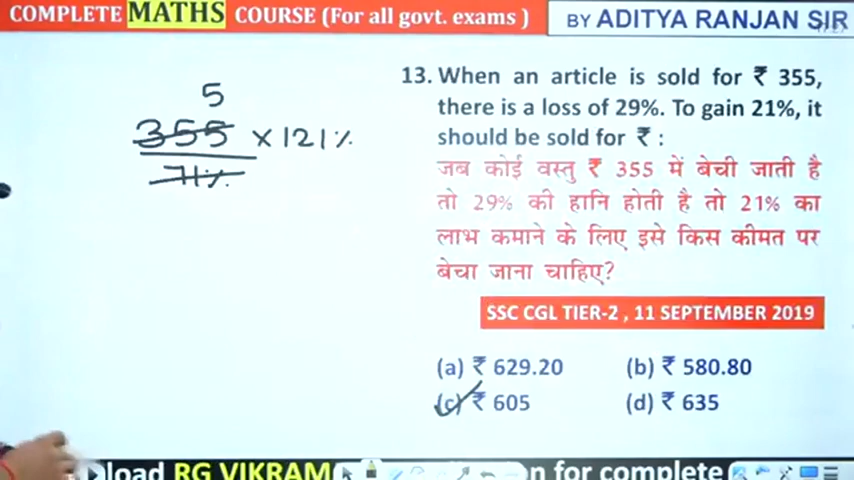 COMPLETE MATHS COURSE (For all govt. exams )
BY ADITYA RANJAN SIR
5
355 × 121%
71%
13. When an article is sold for ₹ 355,
there is a loss of 29%. To gain 21%, it
should be sold for ₹ :
जब कोई वस्तु ₹ 355 में बेची जाती है
तो 29% की हानि होती है तो 21% का
लाभ कमाने के लिए इसे किस कीमत पर
बेचा जाना चाहिए?
SSC CGL TIER-2 , 11 SEPTEMBER 2019
(a) ₹ 629.20 (b) ₹ 580.80
(c) ₹ 605 (d) ₹ 635
load RG VIKRAM
on for complete